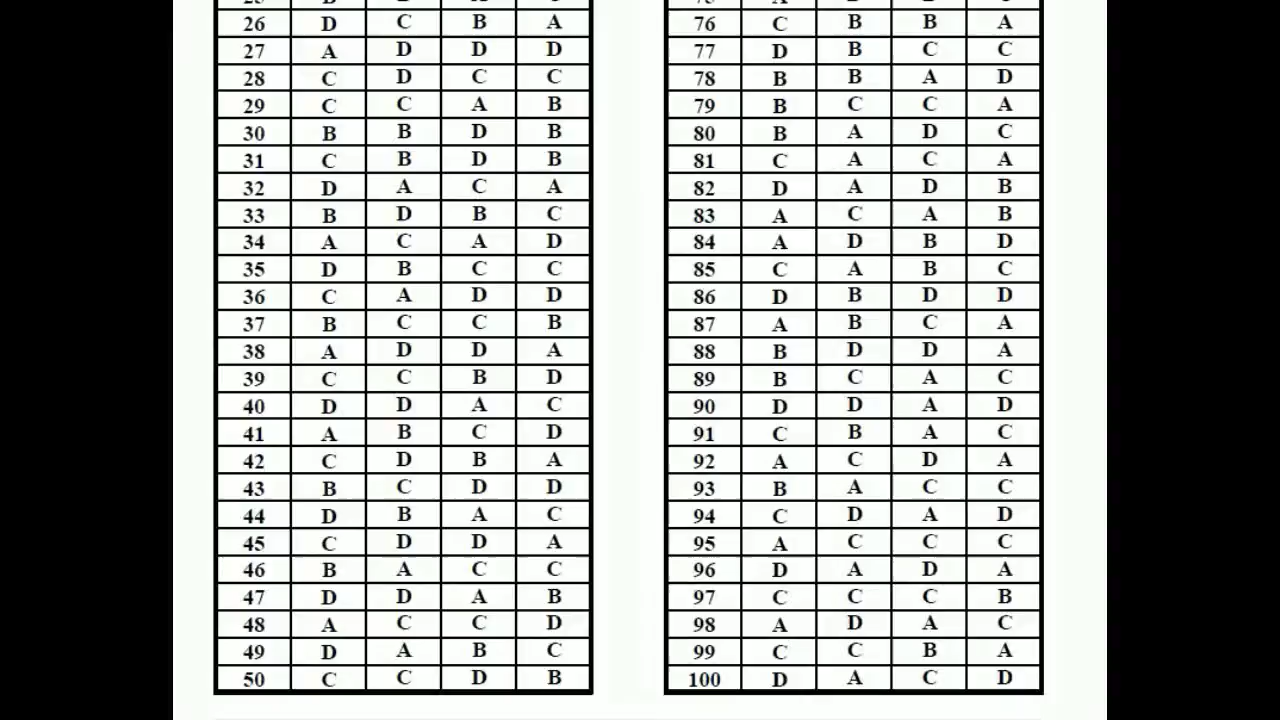 26 D C B A
27 A D D D
28 C D C C
29 C C A B
30 B B D B
31 C B D B
32 D A C A
33 B D B C
34 A C A D
35 D B C C
36 C A D D
37 B C C B
38 A D D A
39 C C B D
40 D D A C
41 A B C D
42 C D B A
43 B C D D
44 D B A C
45 C D D A
46 B A C C
47 D D A B
48 A C C D
49 D A B C
50 C C D B
76 C B B A
77 D B C C
78 B B A D
79 B C C A
80 B A D C
81 C A C A
82 D A D B
83 A C A B
84 A D B D
85 C A B C
86 D B D D
87 A B C A
88 B D D A
89 B C A C
90 D D A D
91 C B A C
92 A C D A
93 B A C C
94 C D A D
95 A C C C
96 D A D A
97 C C C B
98 A D A C
99 C C B A
100 D A C D